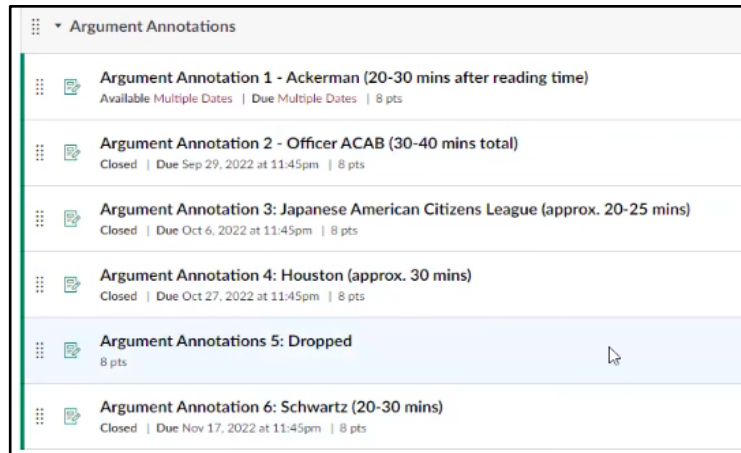 Argument Annotations
Argument Annotation 1 - Ackerman (20-30 mins after reading time)
Available Multiple Dates | Due Multiple Dates | 8 pts
Argument Annotation 2 - Officer ACAB (30-40 mins total)
Closed | Due Sep 29, 2022 at 11:45pm | 8 pts
Argument Annotation 3: Japanese American Citizens League (approx. 20-25 mins)
Closed | Due Oct 6, 2022 at 11:45pm | 8 pts
Argument Annotation 4: Houston (approx. 30 mins)
Closed | Due Oct 27, 2022 at 11:45pm | 8 pts
Argument Annotations 5: Dropped
8 pts
Argument Annotation 6: Schwartz (20-30 mins)
Closed | Due Nov 17, 2022 at 11:45pm | 8 pts